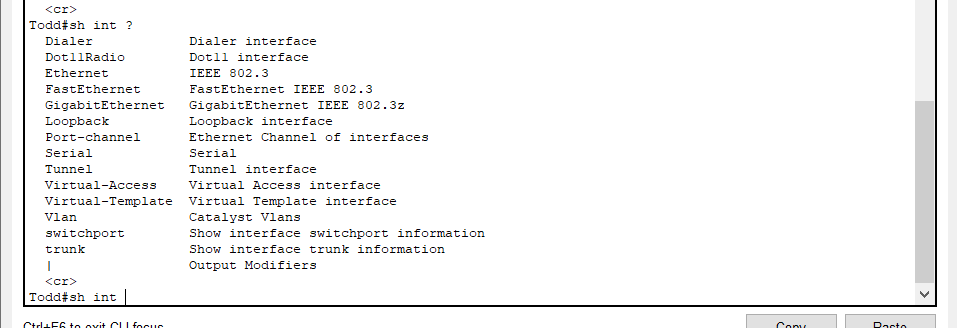 <cr>
Todd#sh int ?
Dialer Dialer interface
Dot11Radio Dot11 interface
Ethernet IEEE 802.3
FastEthernet FastEthernet IEEE 802.3
GigabitEthernet GigabitEthernet IEEE 802.3z
Loopback Loopback interface
Port-channel Ethernet Channel of interfaces
Serial Serial
Tunnel Tunnel interface
Virtual-Access Virtual Access interface
Virtual-Template Virtual Template interface
Vlan Catalyst Vlans
switchport Show interface switchport information
trunk Show interface trunk information
| Output Modifiers
<cr>
Todd#sh int
Ctrl+F6 to exit CLI focus
Copy Paste